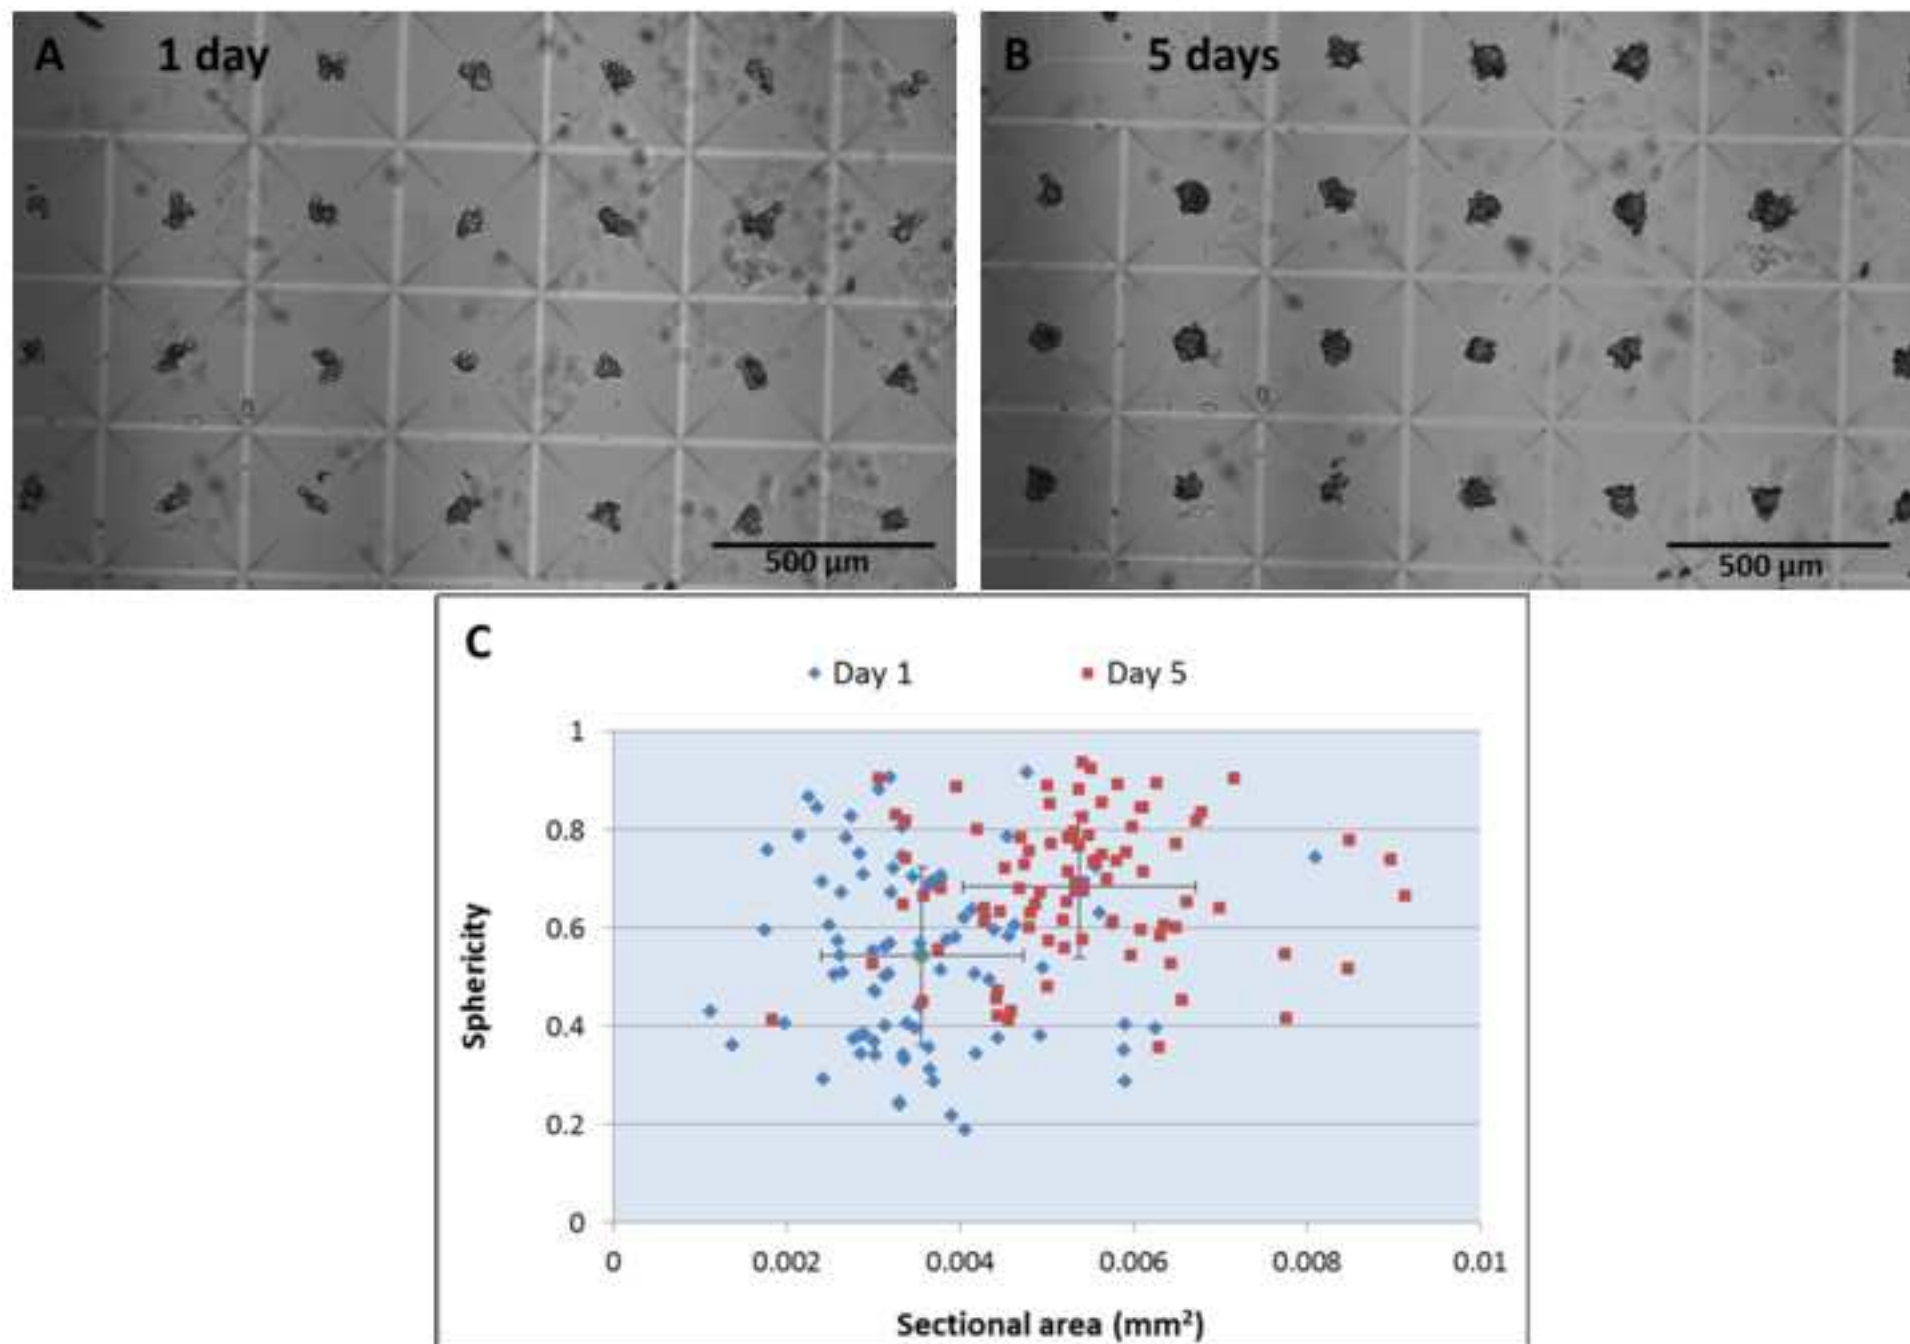 A 1 day
500 µm
B 5 days
500 µm
C
Day 1 Day 5
1
0.8
0.6
0.4
0.2
0
Sphericity
0 0.002 0.004 0.006 0.008 0.01
Sectional area (mm²)